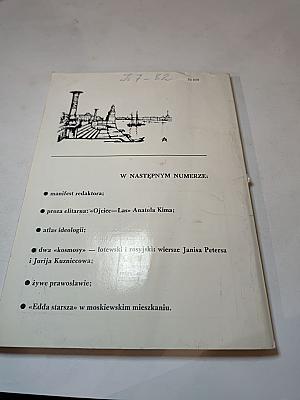 W NASTĘPNYM NUMERZE:
● manifest redaktora;
● proza elitarna: «Ojciec—Las» Anatola Kima;
● atlas ideologii;
● dwa «kosmosy» — łotewski i rosyjski: wiersze Janisa Petersa
i Jurija Kuzniecowa;
● żywe prawosławie;
● «Edda starsza» w moskiewskim mieszkaniu.